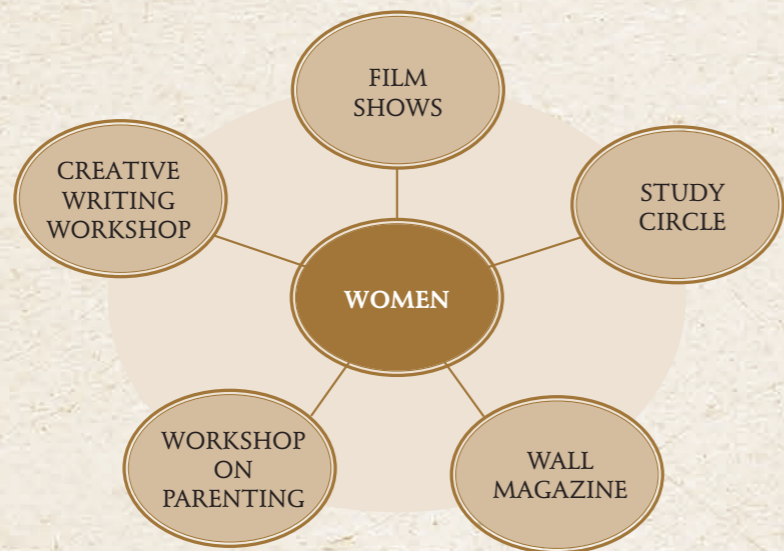 FILM
SHOWS
CREATIVE
WRITING
WORKSHOP
STUDY
CIRCLE
WOMEN
WORKSHOP
ON
PARENTING
WALL
MAGAZINE